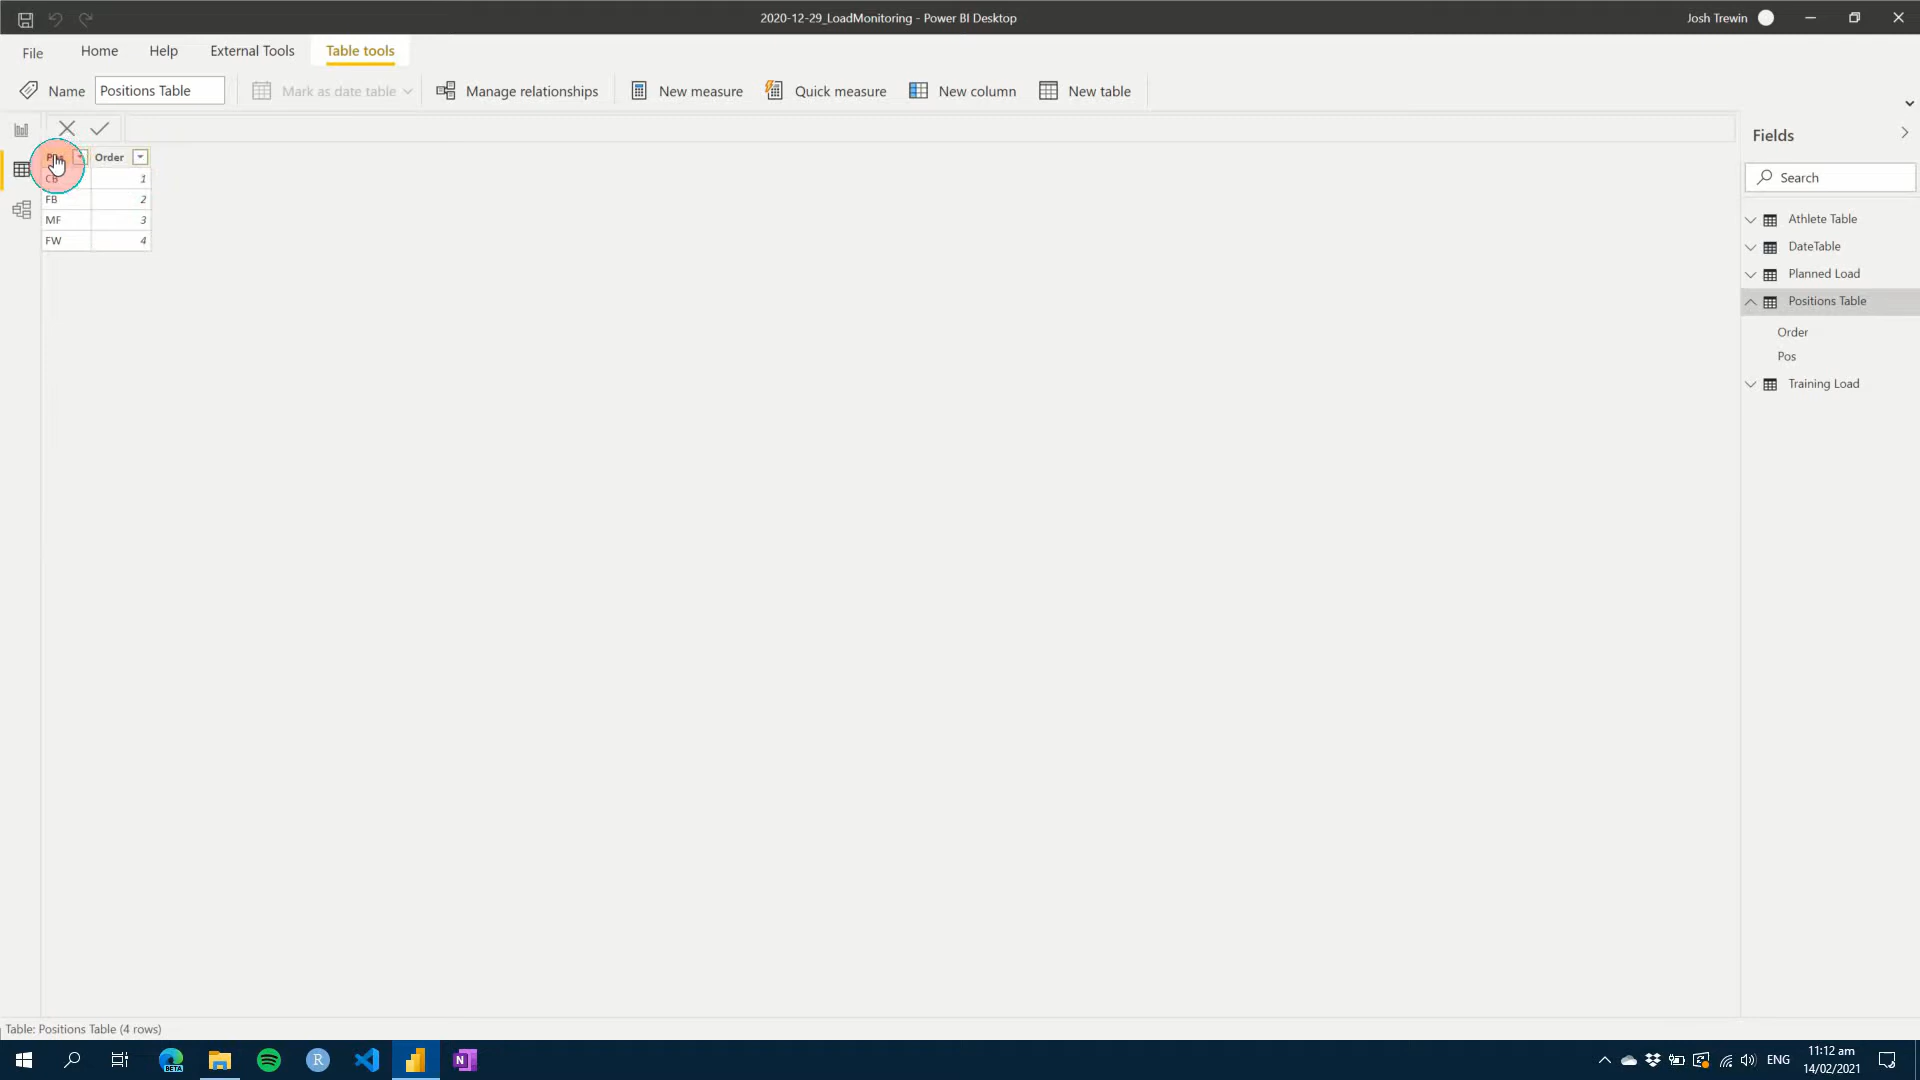 2020-12-29_LoadMonitoring - Power BI Desktop
Josh Trewin
File
Home
Help
External Tools
Table tools
Name
Positions Table
Mark as date table
Manage relationships
New measure
Quick measure
New column
New table
Pos
Order
CB
1
FB
2
MF
3
FW
4
Fields
Search
Athlete Table
DateTable
Planned Load
Positions Table
Order
Pos
Training Load
Table: Positions Table (4 rows)
BETA
R
N
ENG
11:12 am
14/02/2021